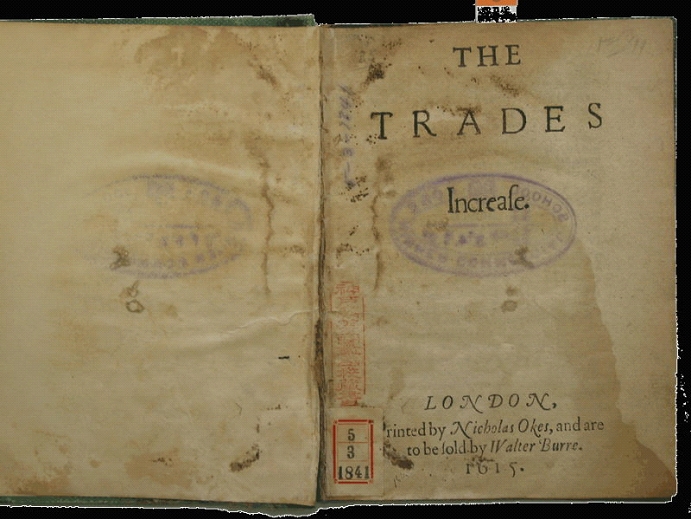 THE
TRADES
Increaſe.
LONDON,
rinted by Nicholas Okes, and are
to be ſold by Walter Burre.
1615.
5
3
1841